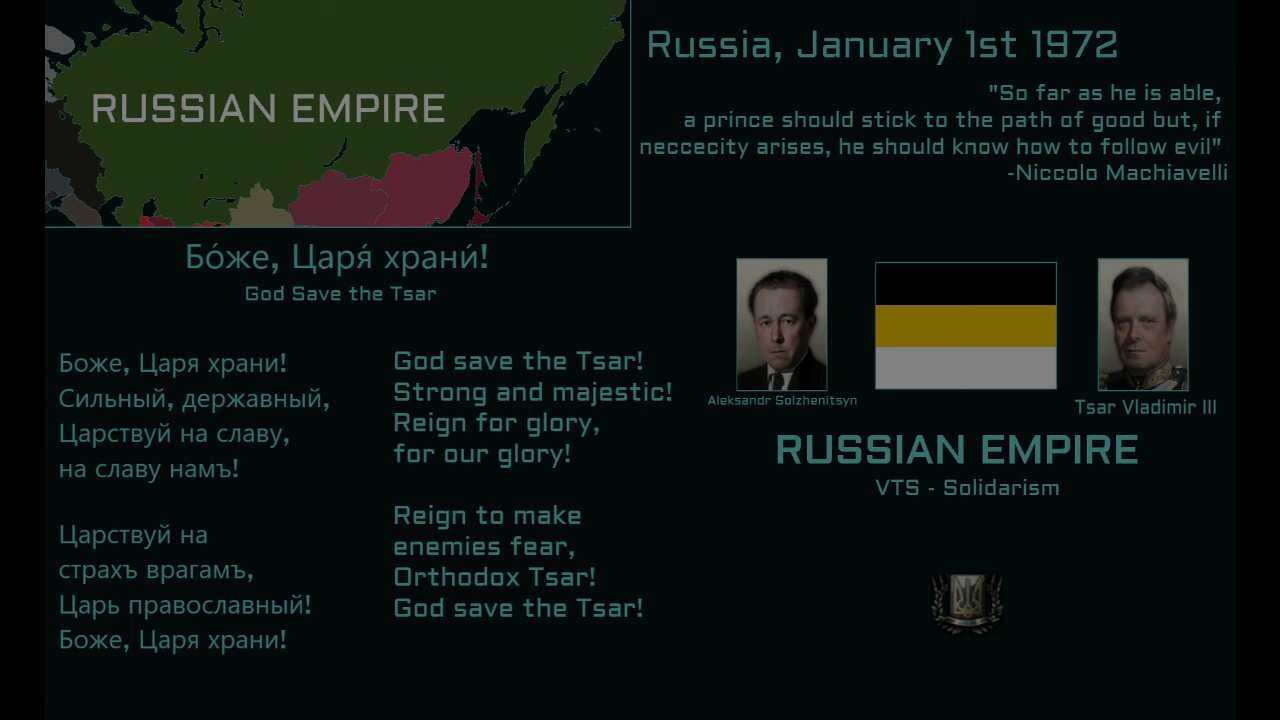 RUSSIAN EMPIRE
Russia, January 1st 1972
"So far as he is able,
a prince should stick to the path of good but, if
neccecity arises, he should know how to follow evil"
-Niccolo Machiavelli
Бо́же, Царя́ храни́!
God Save the Tsar
Боже, Царя храни!
Сильный, державный,
Царствуй на славу,
на славу намъ!
Царствуй на
страхъ врагамъ,
Царь православный!
Боже, Царя храни!
God save the Tsar!
Strong and majestic!
Reign for glory,
for our glory!
Reign to make
enemies fear,
Orthodox Tsar!
God save the Tsar!
Aleksandr Solzhenitsyn
Tsar Vladimir III
RUSSIAN EMPIRE
VTS - Solidarism